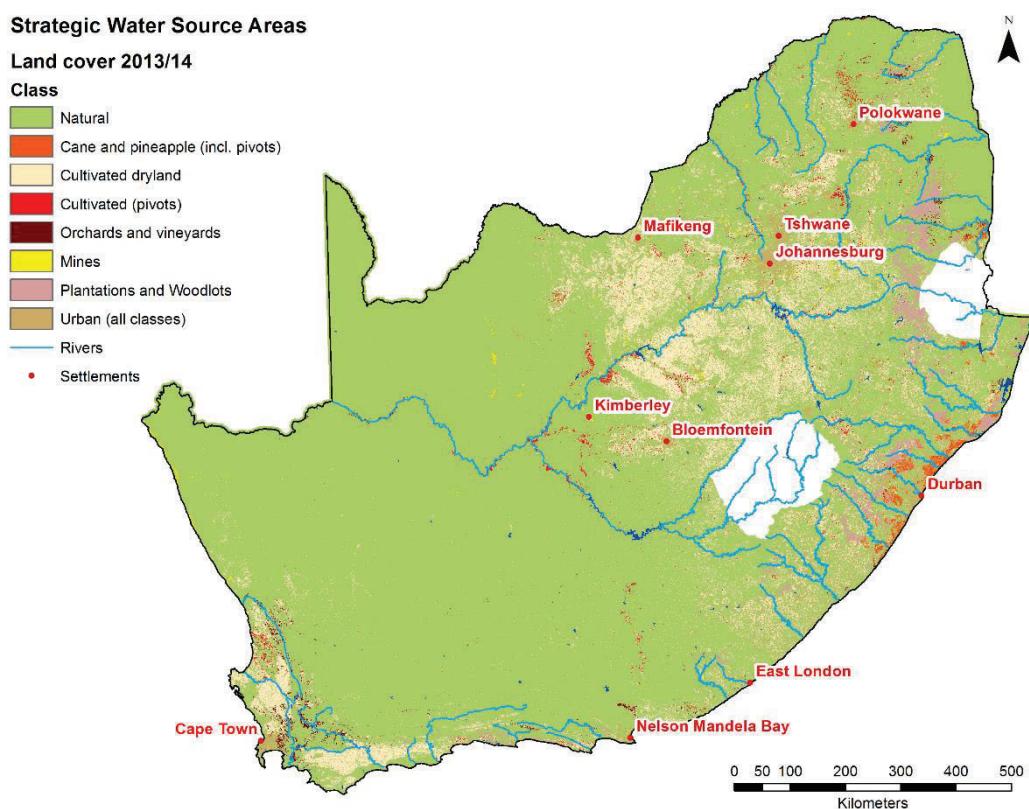 Strategic Water Source Areas
Land cover 2013/14
Class
Natural
Cane and pineapple (incl. pivots)
Cultivated dryland
Cultivated (pivots)
Orchards and vineyards
Mines
Plantations and Woodlots
Urban (all classes)
Rivers
Settlements
N
Polokwane
Mafikeng
Tshwane
Johannesburg
Kimberley
Bloemfontein
Durban
East London
Cape Town
Nelson Mandela Bay
0 50 100 200 300 400 500
Kilometers